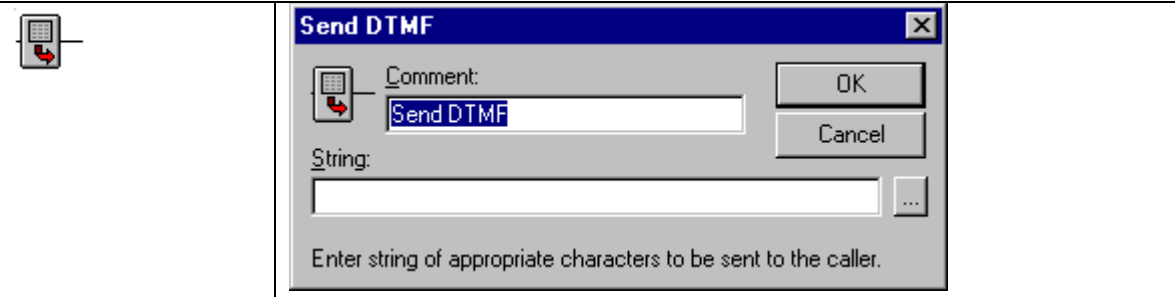 Send DTMF
Comment:
OK
Send DTMF
Cancel
String:
...
Enter string of appropriate characters to be sent to the caller.